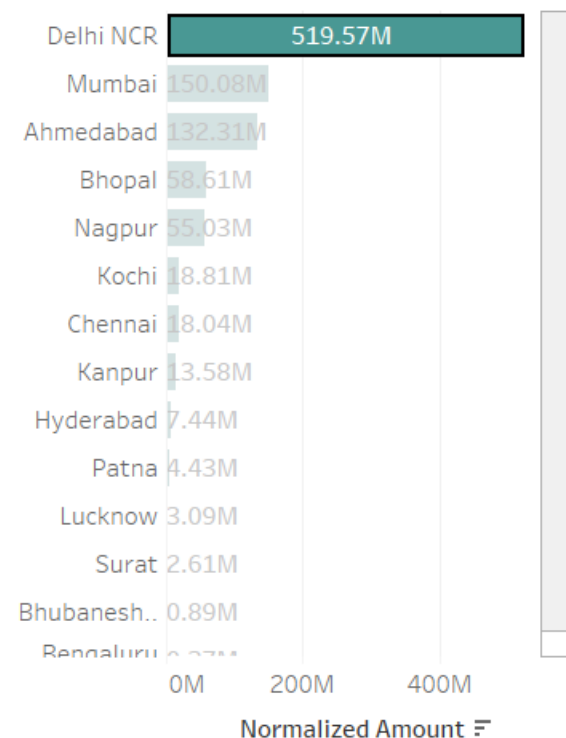 Delhi NCR 519.57M
Mumbai 150.08M
Ahmedabad 132.31M
Bhopal 58.61M
Nagpur 55.03M
Kochi 18.81M
Chennai 18.04M
Kanpur 13.58M
Hyderabad 7.44M
Patna 4.43M
Lucknow 3.09M
Surat 2.61M
Bhubanesh.. 0.89M
Bengaluru
0M 200M 400M
Normalized Amount